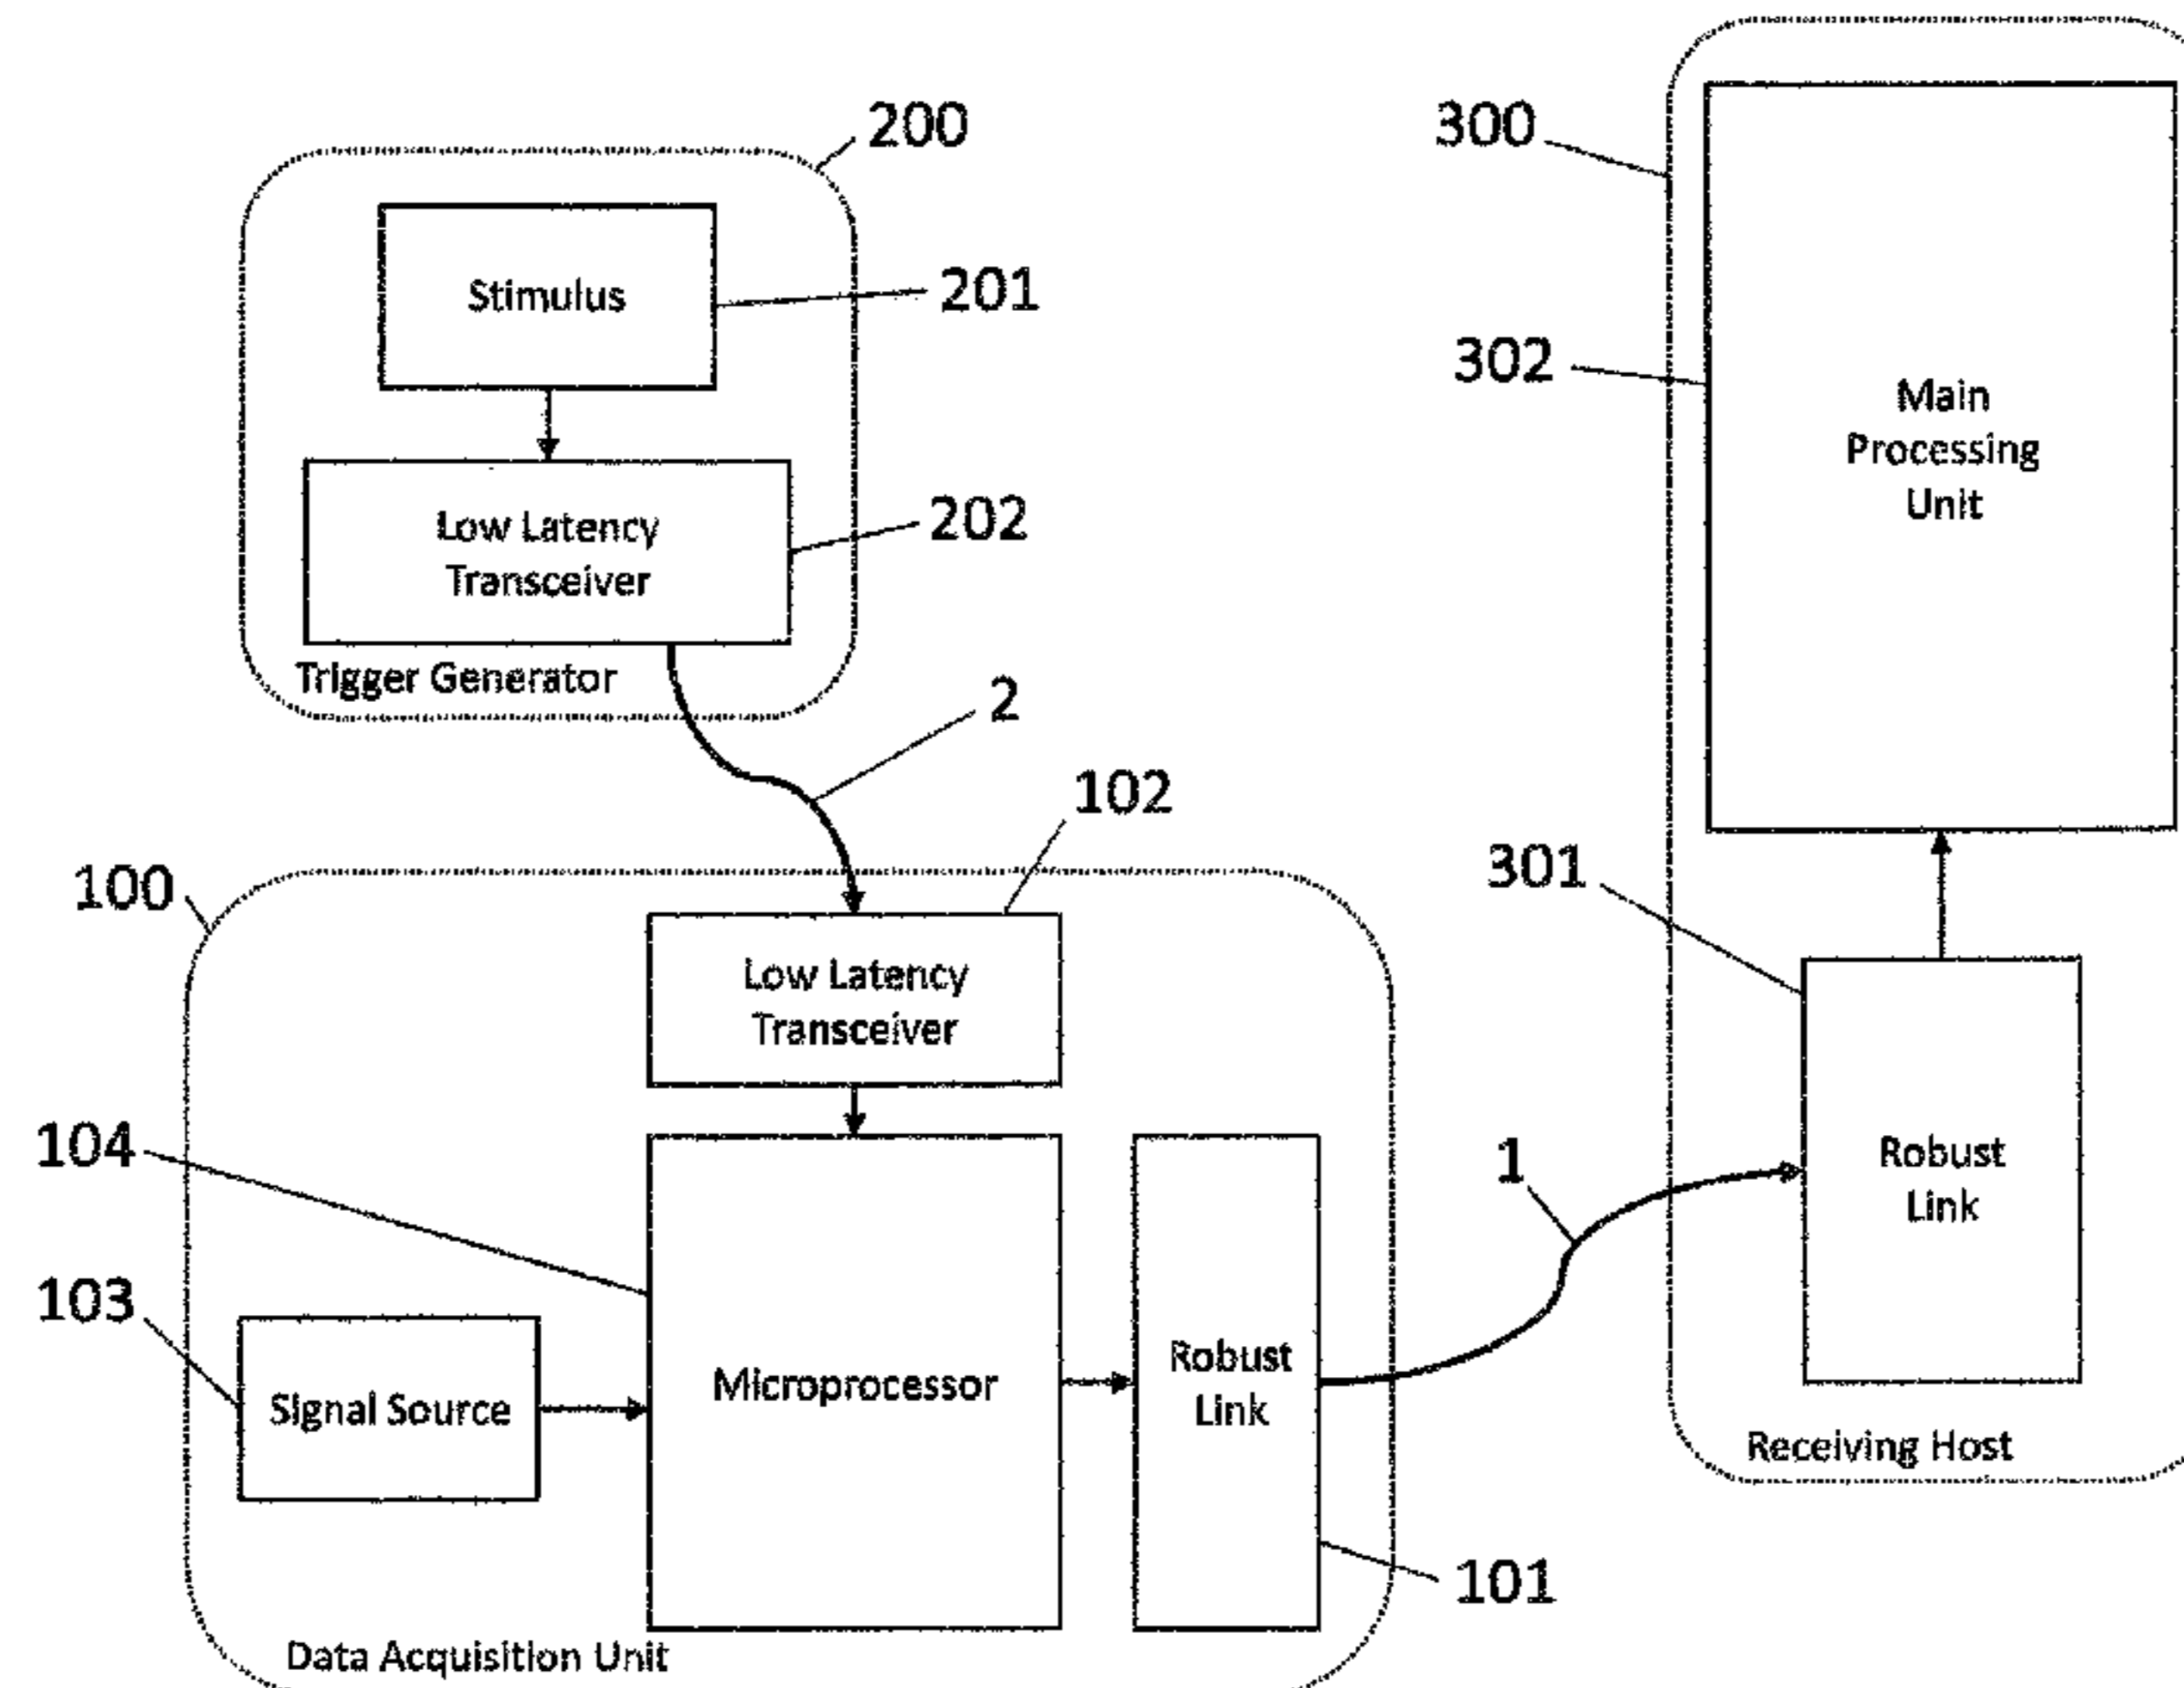 200
300
Stimulus
201
302
Main
Processing
Unit
Low Latency
Transceiver
202
Trigger Generator
2
102
100
301
Low Latency
Transceiver
104
1
Robust
Link
103
Signal Source
Microprocessor
Robust
Link
Receiving Host
101
Data Acquisition Unit